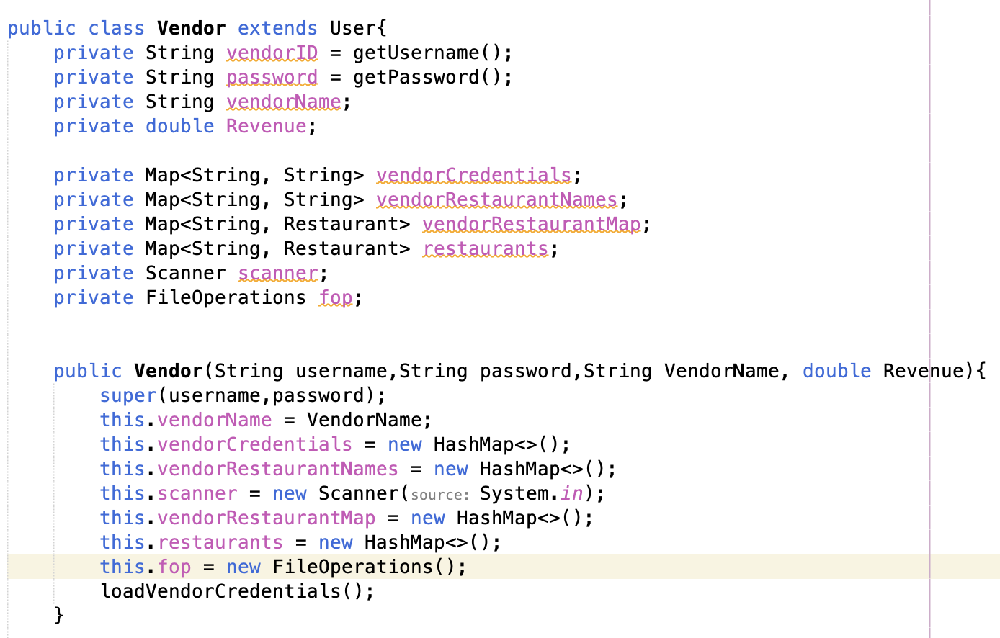 public class Vendor extends User{
private String vendorID = getUsername();
private String password = getPassword();
private String vendorName;
private double Revenue;
private Map<String, String> vendorCredentials;
private Map<String, String> vendorRestaurantNames;
private Map<String, Restaurant> vendorRestaurantMap;
private Map<String, Restaurant> restaurants;
private Scanner scanner;
private FileOperations fop;
public Vendor(String username,String password,String VendorName, double Revenue){
super(username,password);
this.vendorName = VendorName;
this.vendorCredentials = new HashMap<>();
this.vendorRestaurantNames = new HashMap<>();
this.scanner = new Scanner(source: System.in);
this.vendorRestaurantMap = new HashMap<>();
this.restaurants = new HashMap<>();
this.fop = new FileOperations();
loadVendorCredentials();
}